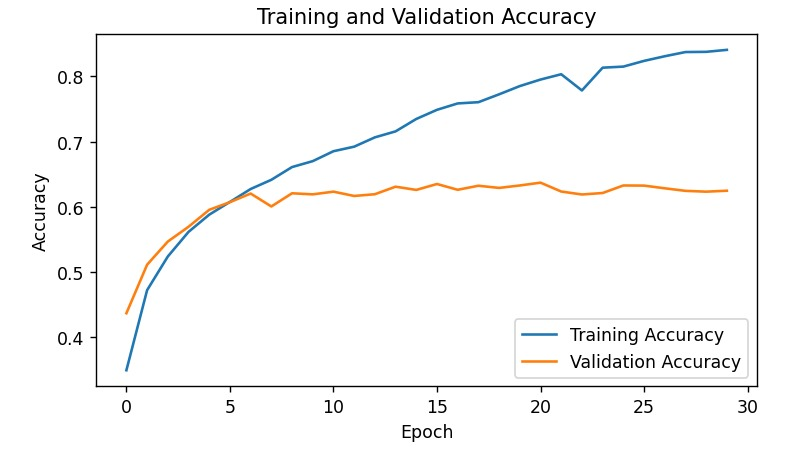 Training and Validation Accuracy
Accuracy
0.8
0.7
0.6
0.5
0.4
Training Accuracy
Validation Accuracy
0 5 10 15 20 25 30
Epoch